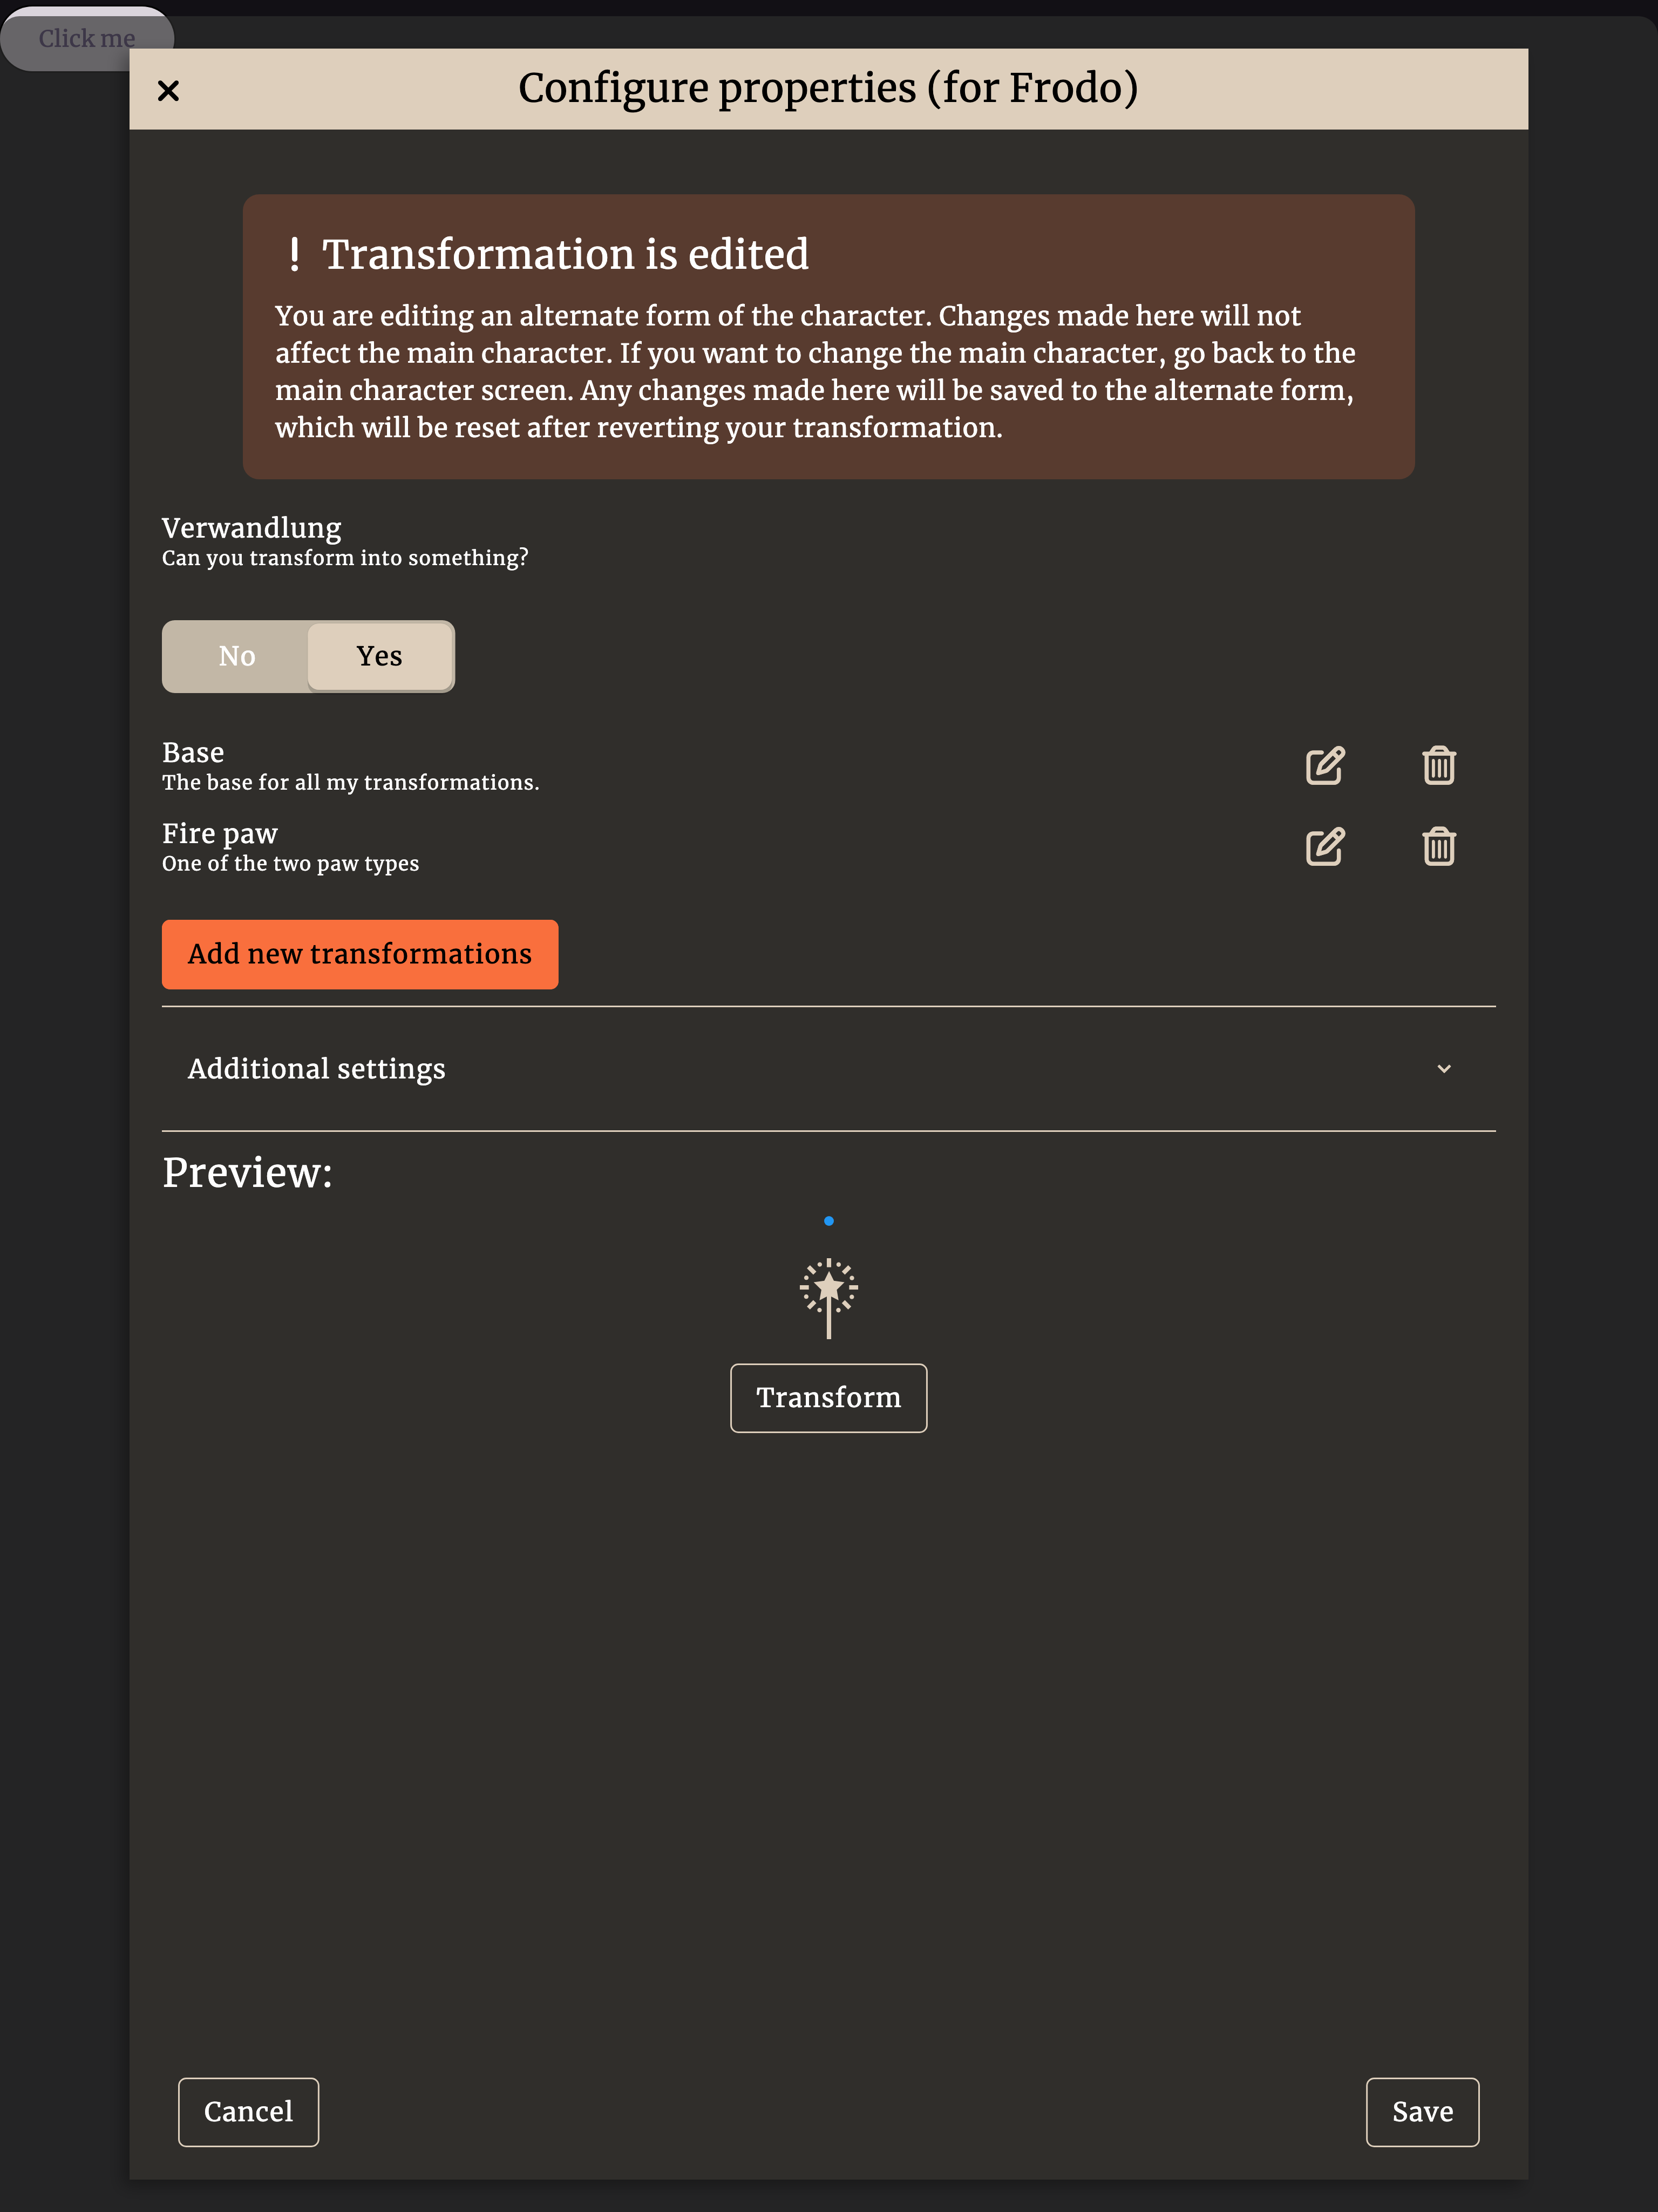 Click me
Configure properties (for Frodo)
! Transformation is edited
You are editing an alternate form of the character. Changes made here will not
affect the main character. If you want to change the main character, go back to the
main character screen. Any changes made here will be saved to the alternate form,
which will be reset after reverting your transformation.
Verwandlung
Can you transform into something?
No Yes
Base
The base for all my transformations.
Fire paw
One of the two paw types
Add new transformations
Additional settings
Preview:
Transform
Cancel Save